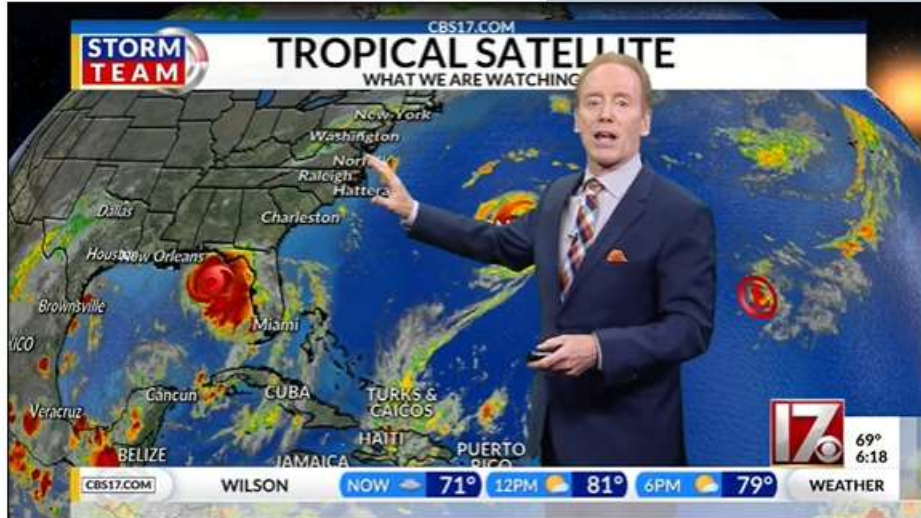 CBS17.COM
STORM TEAM
TROPICAL SATELLITE
WHAT WE ARE WATCHING
New York
Washington
Raleigh
Charleston
Dallas
New Orleans
Brownsville
Miami
Cancun
CUBA
TURKS &
CAICOS
Veracruz
HAITI
PUERTO
BELIZE
JAMAICA
17
69°
6:18
CBS17.COM
WILSON
NOW 71°
12PM 81°
6PM 79°
WEATHER